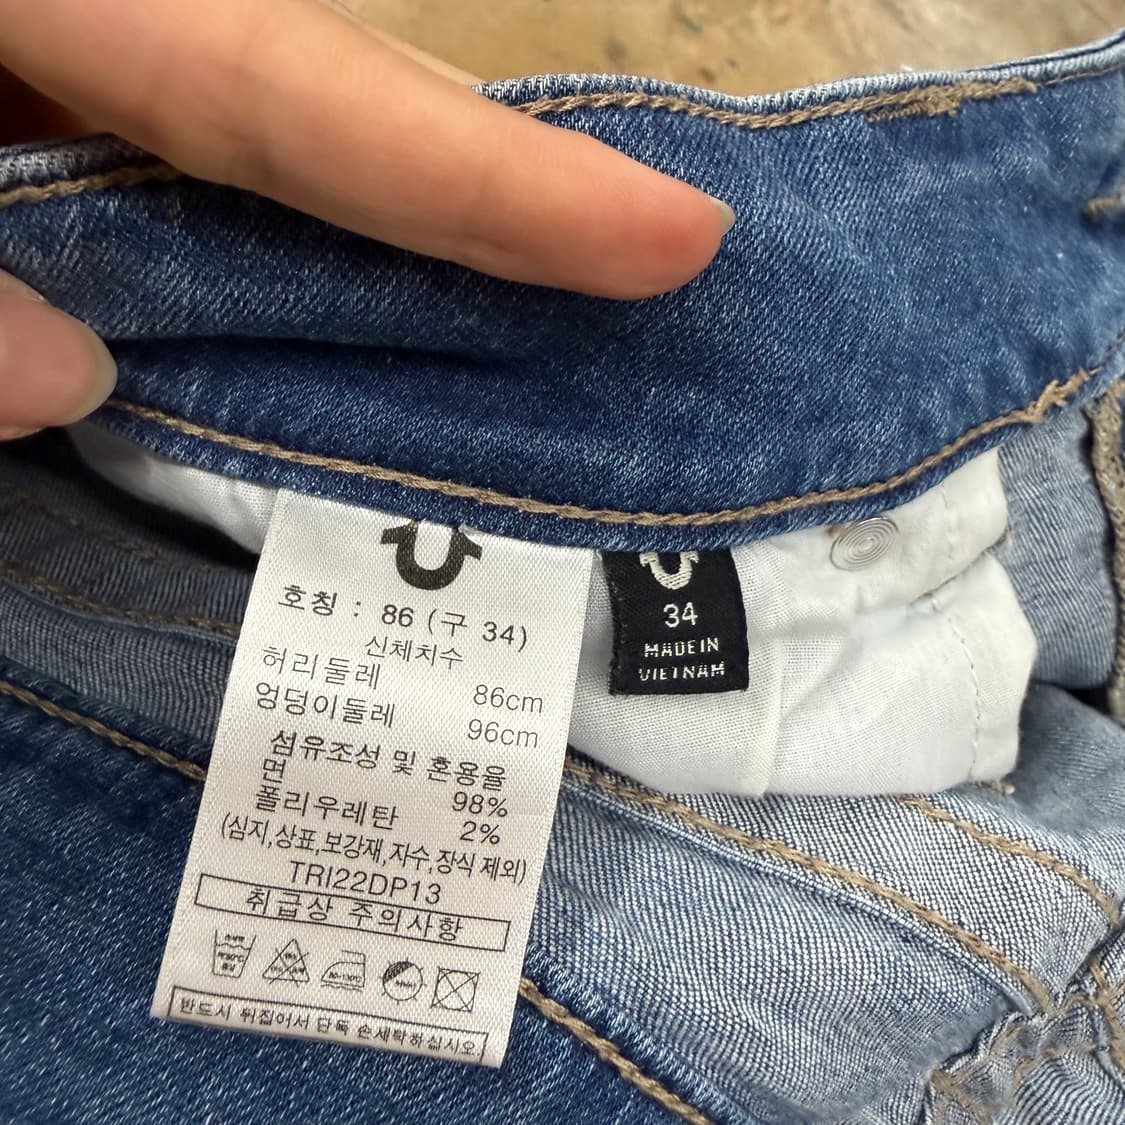 호칭 : 86 (구 34)
신체치수
허리둘레 86cm
엉덩이둘레 96cm
섬유조성 및 혼용율
면 98%
폴리우레탄 2%
(심지,상표,보강재,자수,장식 제외)
TRI22DP13
취급상 주의사항
반드시 뒤집어서 단독 손세탁하십시오.
34
MADE IN
VIETNAM